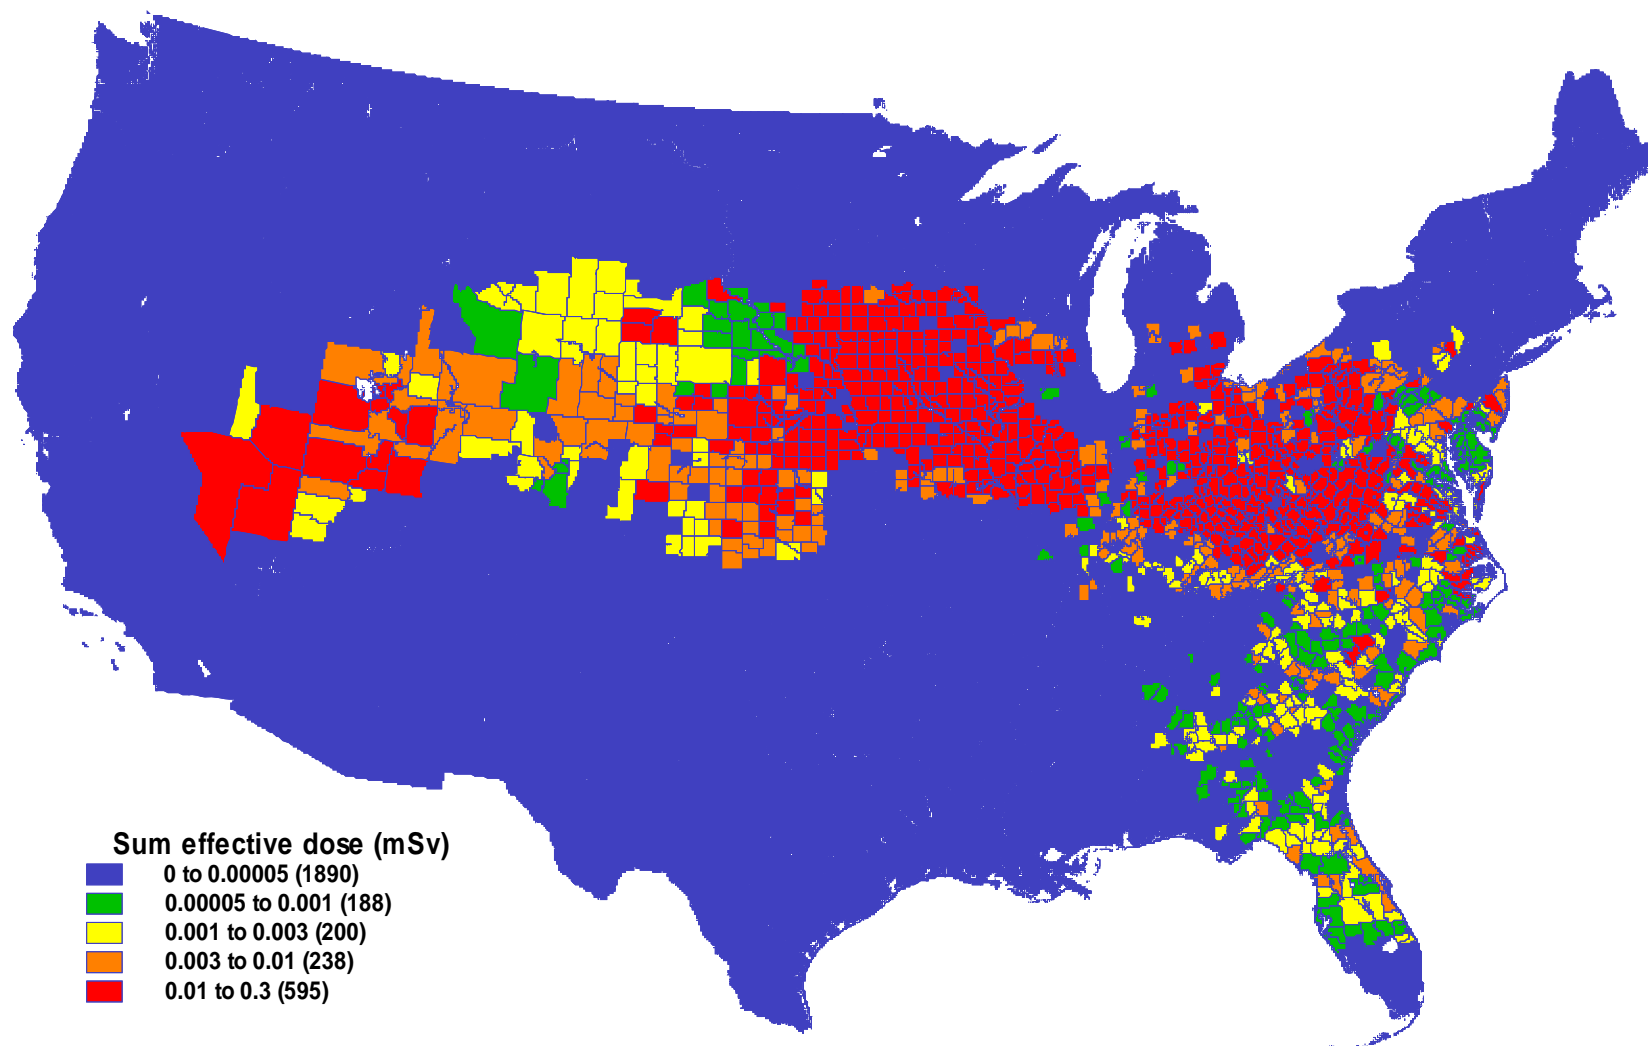 Sum effective dose (mSv)
0 to 0.00005 (1890)
0.00005 to 0.001 (188)
0.001 to 0.003 (200)
0.003 to 0.01 (238)
0.01 to 0.3 (595)